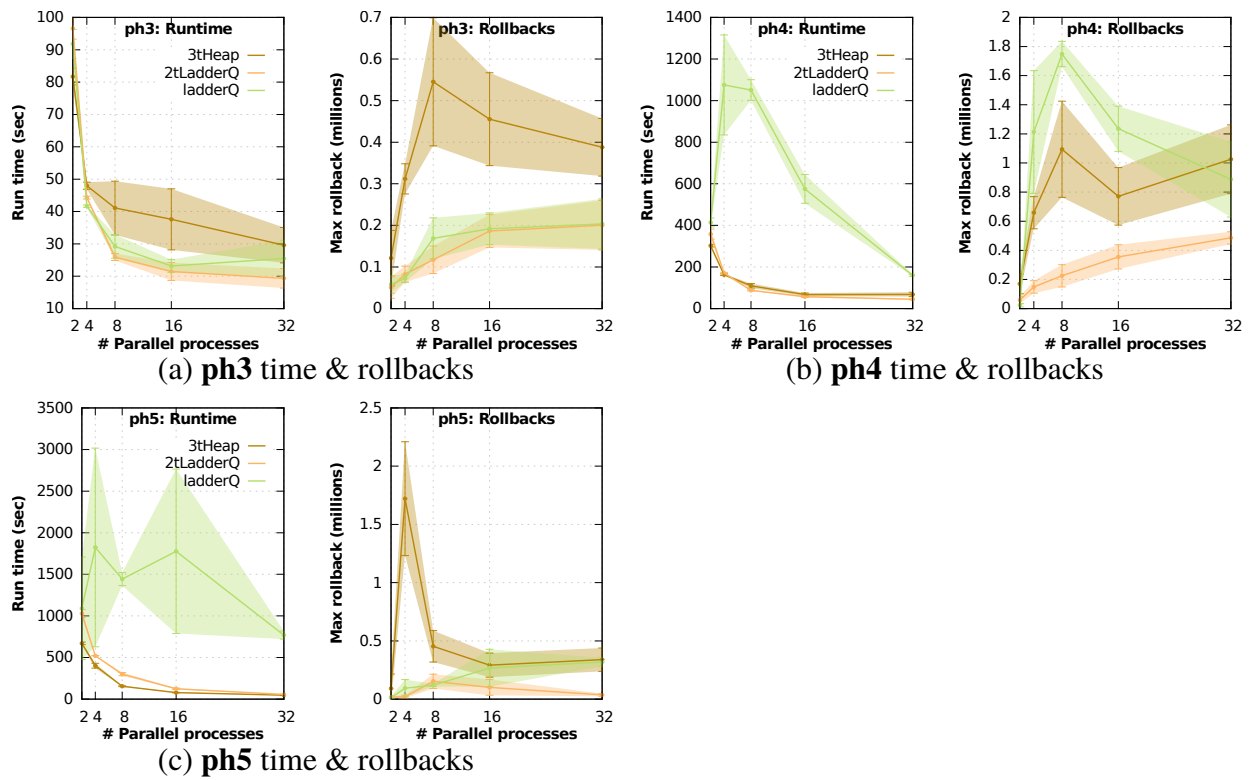 ph3: Runtime
3tHeap
2tLadderQ
ladderQ
Run time (sec)
100
90
80
70
60
50
40
30
20
10
2 4 8 16 32
# Parallel processes
ph3: Rollbacks
Max rollback (millions)
0.7
0.6
0.5
0.4
0.3
0.2
0.1
0
2 4 8 16 32
# Parallel processes
(a) ph3 time & rollbacks
ph4: Runtime
3tHeap
2tLadderQ
ladderQ
Run time (sec)
1400
1200
1000
800
600
400
200
0
2 4 8 16 32
# Parallel processes
ph4: Rollbacks
Max rollback (millions)
2
1.8
1.6
1.4
1.2
1
0.8
0.6
0.4
0.2
0
2 4 8 16 32
# Parallel processes
(b) ph4 time & rollbacks
ph5: Runtime
3tHeap
2tLadderQ
ladderQ
Run time (sec)
3500
3000
2500
2000
1500
1000
500
0
2 4 8 16 32
# Parallel processes
ph5: Rollbacks
Max rollback (millions)
2.5
2
1.5
1
0.5
0
2 4 8 16 32
# Parallel processes
(c) ph5 time & rollbacks